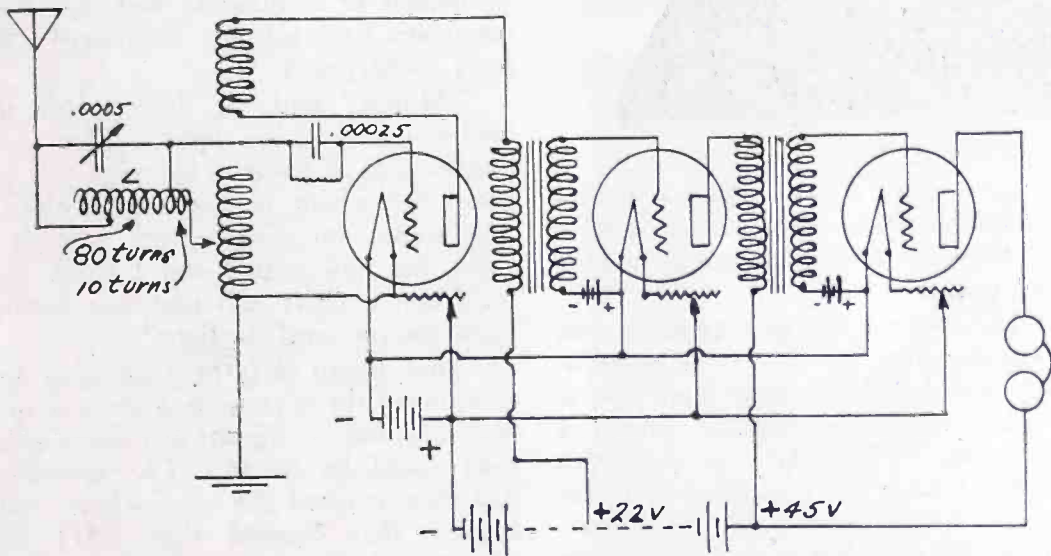 .0005
.00025
L
80 turns
10 turns
- +
- +
-
+
+22V
+45V
-